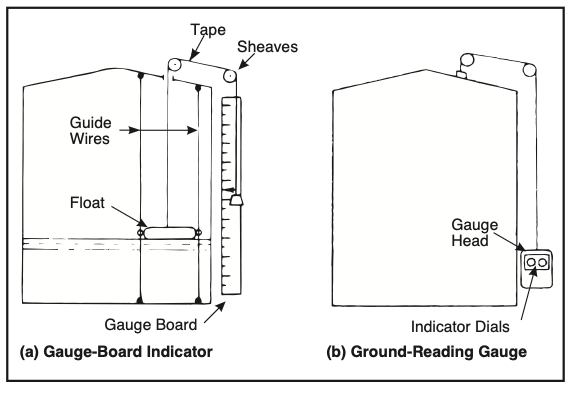 Tape
Sheaves
Guide
Wires
Float
Gauge Board
(a) Gauge-Board Indicator
Gauge
Head
Indicator Dials
(b) Ground-Reading Gauge